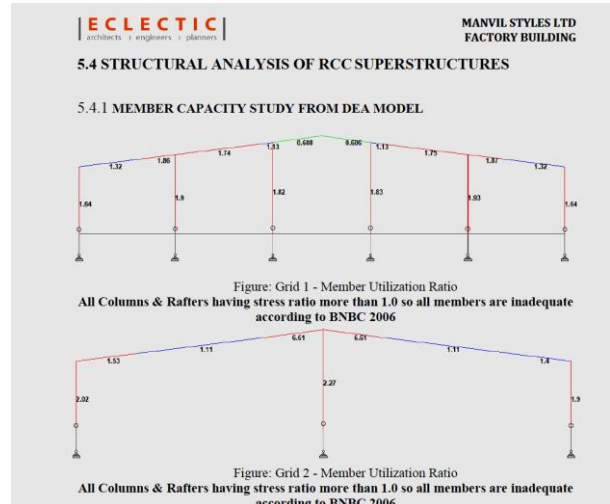 | ECLECTIC |
architects : engineers : planners
MANVIL STYLES LTD
FACTORY BUILDING
5.4 STRUCTURAL ANALYSIS OF RCC SUPERSTRUCTURES
5.4.1 MEMBER CAPACITY STUDY FROM DEA MODEL
1.32 1.86 1.74 1.13 0.608 0.606 1.13 1.75 1.87 1.32
1.64 1.9 1.82 1.83 1.93 1.64
Figure: Grid 1 - Member Utilization Ratio
All Columns & Rafters having stress ratio more than 1.0 so all members are inadequate
according to BNBC 2006
1.53 1.11 6.61 6.61 1.11 1.6
2.02 2.27 1.9
Figure: Grid 2 - Member Utilization Ratio
All Columns & Rafters having stress ratio more than 1.0 so all members are inadequate
according to BNBC 2006